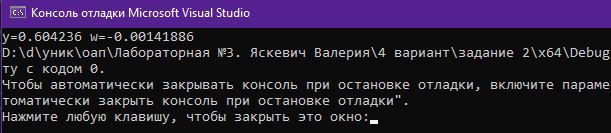 Консоль отладки Microsoft Visual Studio
y=0.604236 w=-0.00141886
D:\d\уник\оап\Лабораторная №3. Яскевич Валерия\4 вариант\задание 2\x64\Debug
ту с кодом 0.
Чтобы автоматически закрывать консоль при остановке отладки, включите параме
томатически закрыть консоль при остановке отладки".
Нажмите любую клавишу, чтобы закрыть это окно: